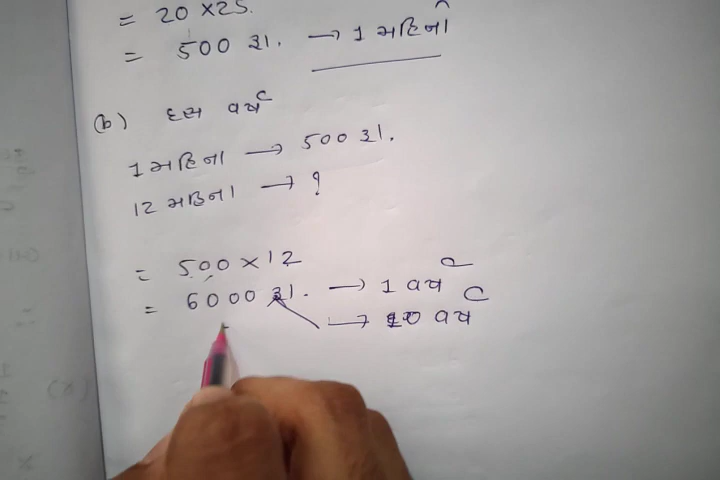 = 20 × 25.
= 500 રૂા. → 1 મહિનો
(b) દસ વર્ષ
1 મહિના → 500 રૂા.
12 મહિના → ?
= 500 × 12
= 6000 રૂા. → 1 વર્ષ
→ 10 વર્ષ